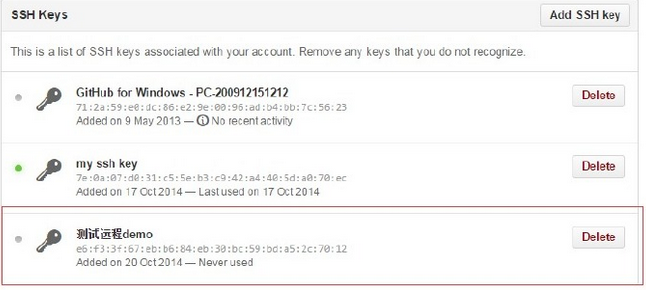 SSH Keys
Add SSH key
This is a list of SSH keys associated with your account. Remove any keys that you do not recognize.
GitHub for Windows - PC-200912151212
Delete
71:2a:59:e0:dc:86:e2:9e:00:96:ad:b4:bb:7c:56:23
Added on 9 May 2013 — No recent activity
my ssh key
Delete
7e:0a:07:d0:31:c5:5e:b3:c9:42:a4:40:5d:a0:70:ec
Added on 17 Oct 2014 — Last used on 17 Oct 2014
测试远程demo
Delete
e6:f3:3f:67:eb:b6:84:eb:30:bc:59:bd:a5:2c:70:12
Added on 20 Oct 2014 — Never used